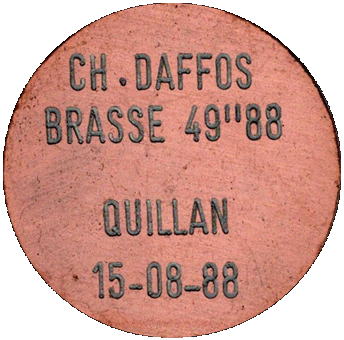 CH. DAFFOS
BRASSE 49"88
QUILLAN
15-08-88